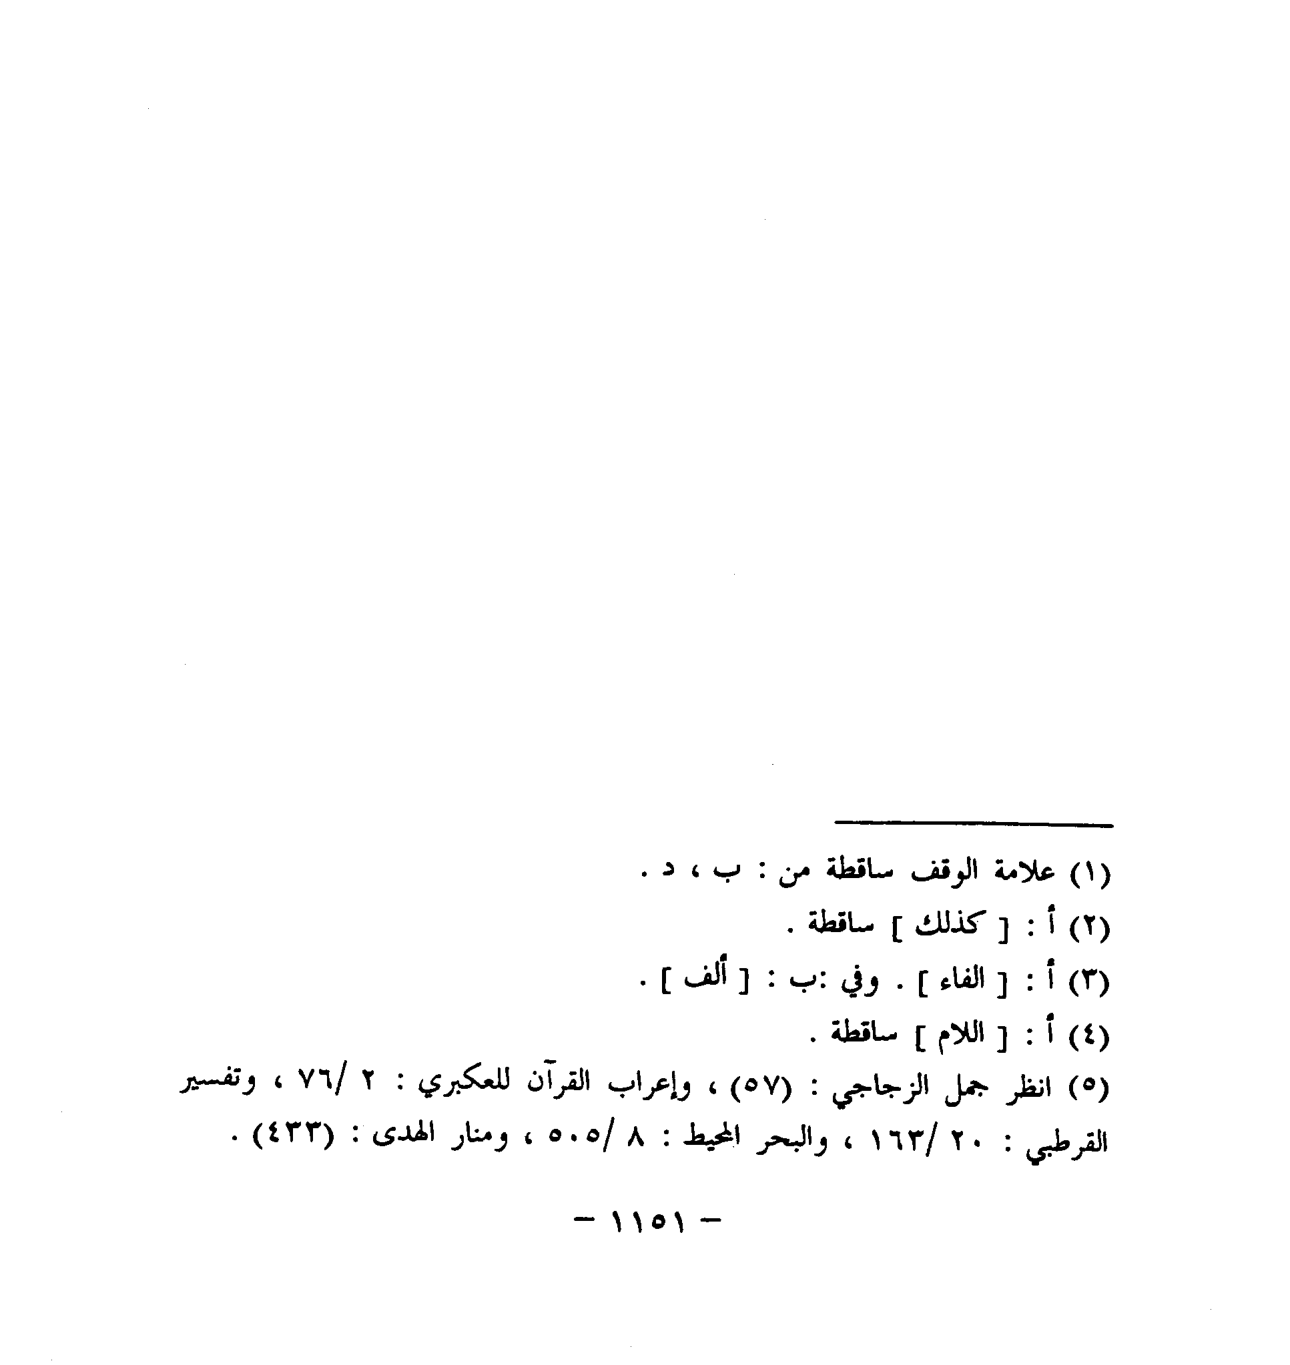 (١) علامة الوقف ساقطة من : ب ، د .
(٢) أ : [ كذلك ] ساقطة .
(٣) أ : [ الفاء ] . وفي :ب : [ ألف ] .
(٤) أ : [ اللام ] ساقطة .
(٥) انظر جمل الزجاجي : (٥٧) ، وإعراب القرآن للعكبري : ٢ /٧٦ ، وتفسير
القرطبي : ٢٠ /١٦٣ ، والبحر المحيط : ٨ /٥٠٥ ، ومنار الهدى : (٤٣٣) .
– ١١٥١ –